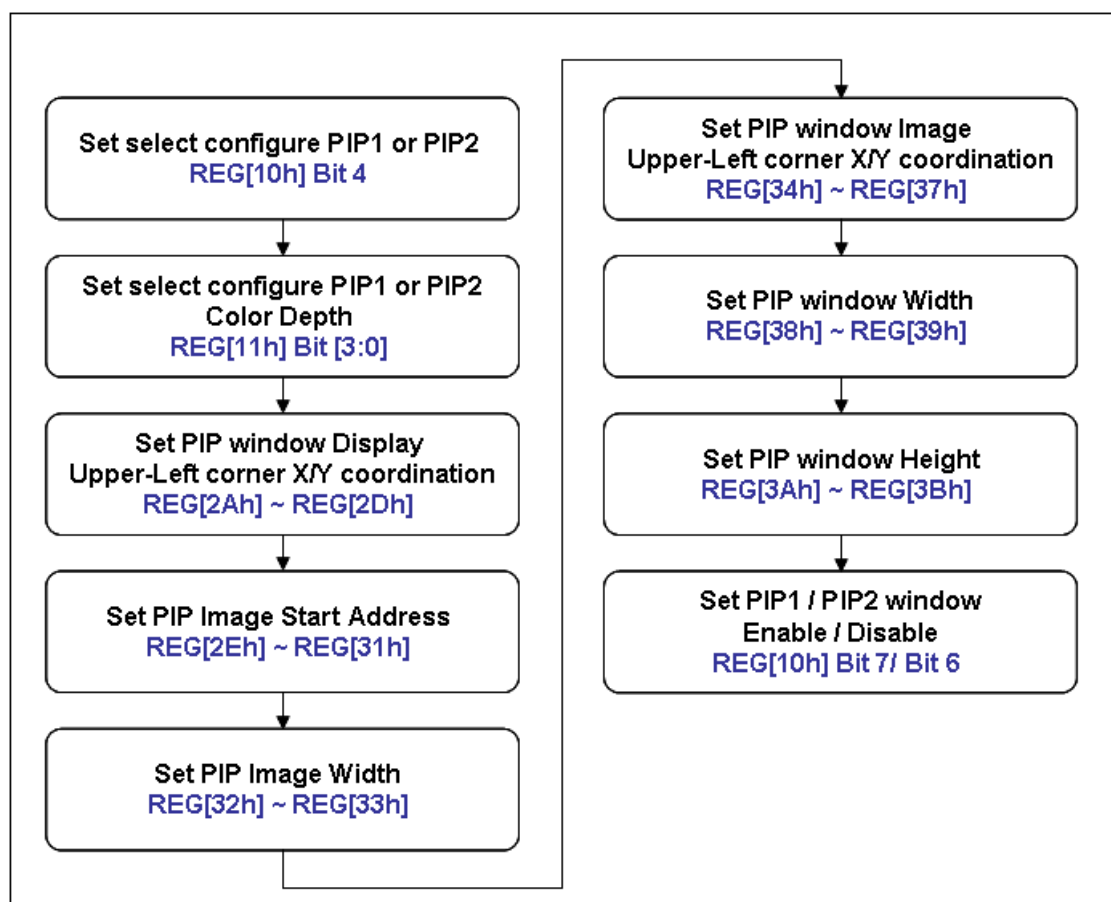 Set select configure PIP1 or PIP2
REG[10h] Bit 4
Set select configure PIP1 or PIP2
Color Depth
REG[11h] Bit [3:0]
Set PIP window Display
Upper-Left corner X/Y coordination
REG[2Ah] ~ REG[2Dh]
Set PIP Image Start Address
REG[2Eh] ~ REG[31h]
Set PIP Image Width
REG[32h] ~ REG[33h]
Set PIP window Image
Upper-Left corner X/Y coordination
REG[34h] ~ REG[37h]
Set PIP window Width
REG[38h] ~ REG[39h]
Set PIP window Height
REG[3Ah] ~ REG[3Bh]
Set PIP1 / PIP2 window
Enable / Disable
REG[10h] Bit 7/ Bit 6